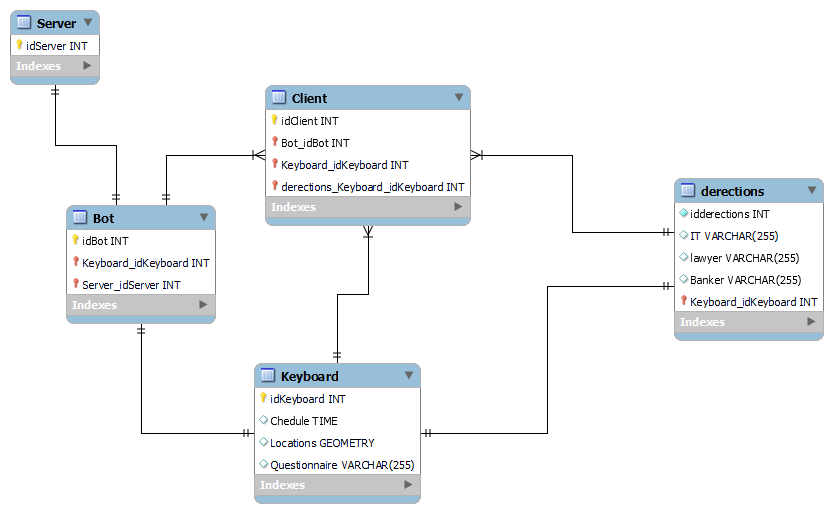 Server
idServer INT
Indexes
Client
idClient INT
Bot_idBot INT
Keyboard_idKeyboard INT
derections_Keyboard_idKeyboard INT
Indexes
derections
idderections INT
IT VARCHAR(255)
lawyer VARCHAR(255)
Banker VARCHAR(255)
Keyboard_idKeyboard INT
Indexes
Bot
idBot INT
Keyboard_idKeyboard INT
Server_idServer INT
Indexes
Keyboard
idKeyboard INT
Chedule TIME
Locations GEOMETRY
Questionnaire VARCHAR(255)
Indexes